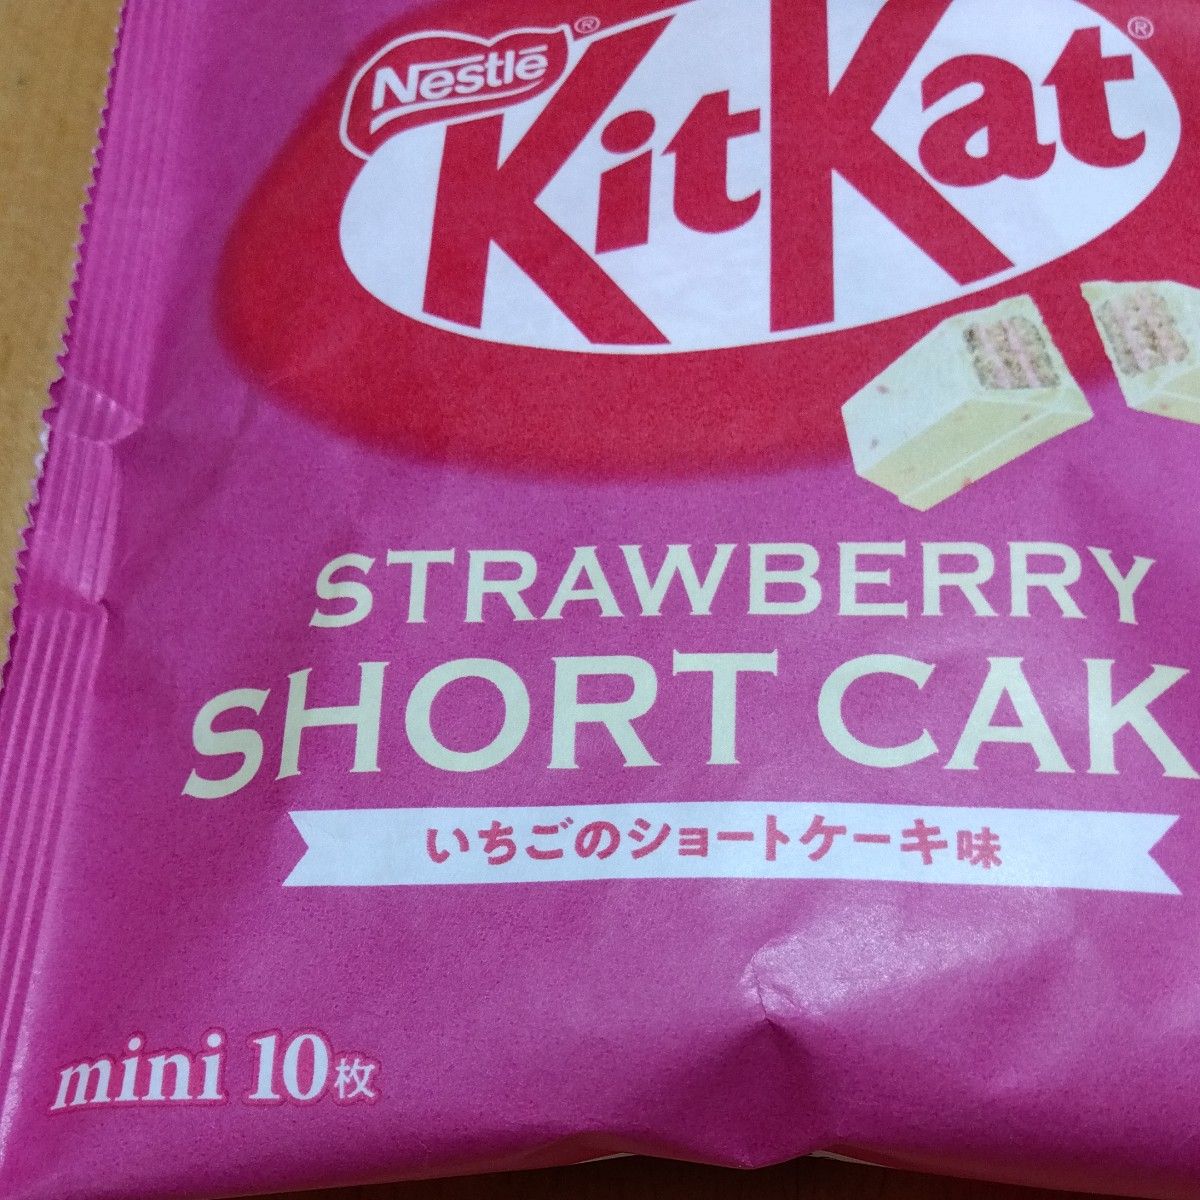 Nestlé®
KitKat®
STRAWBERRY
SHORT CAK
いちごのショートケーキ味
mini 10枚